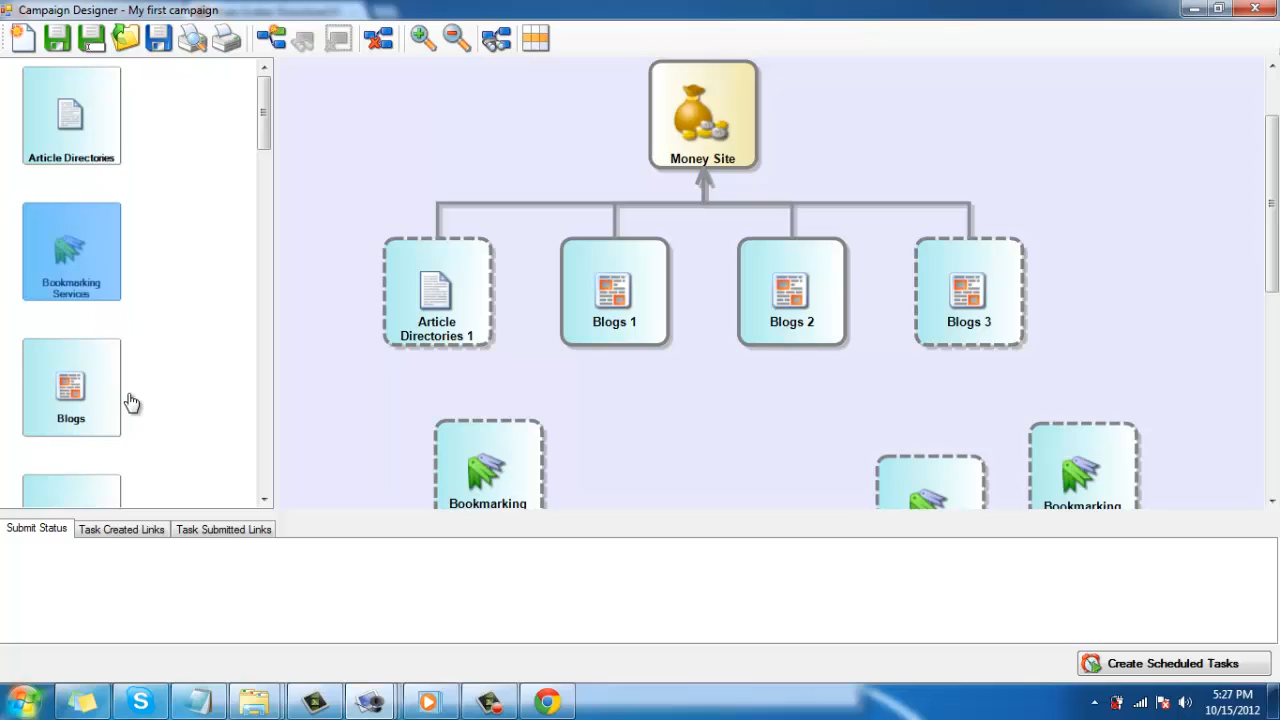 Campaign Designer - My first campaign
Article Directories
Bookmarking
Services
Blogs
Money Site
Article
Directories 1
Blogs 1
Blogs 2
Blogs 3
Bookmarking
Bookmarking
Submit Status
Task Created Links
Task Submitted Links
Create Scheduled Tasks
5:27 PM
10/15/2012